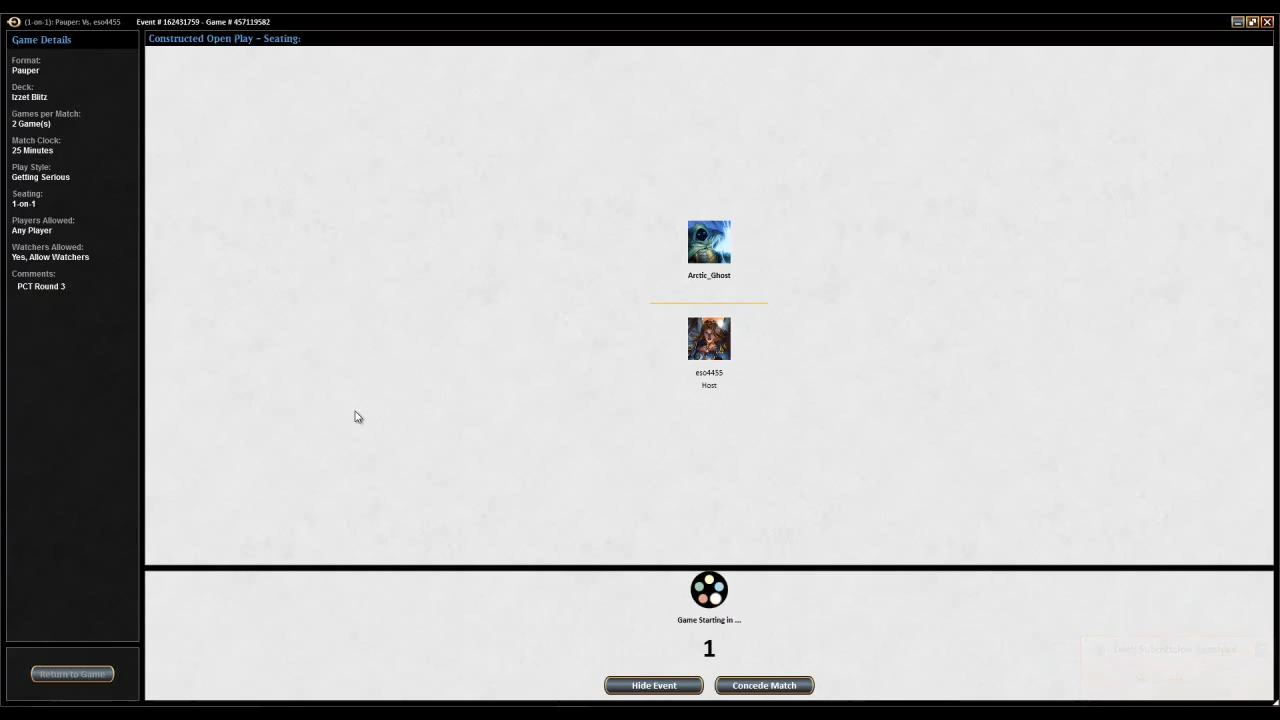 (1-on-1): Pauper: Vs. eso4455 Event # 162431759 - Game # 457119582
Game Details
Format:
Pauper
Deck:
Izzet Blitz
Games per Match:
2 Game(s)
Match Clock:
25 Minutes
Play Style:
Getting Serious
Seating:
1-on-1
Players Allowed:
Any Player
Watchers Allowed:
Yes, Allow Watchers
Comments:
PCT Round 3
Return to Game
Constructed Open Play - Seating:
Arctic_Ghost
eso4455
Host
Game Starting in ...
1
Hide Event
Concede Match